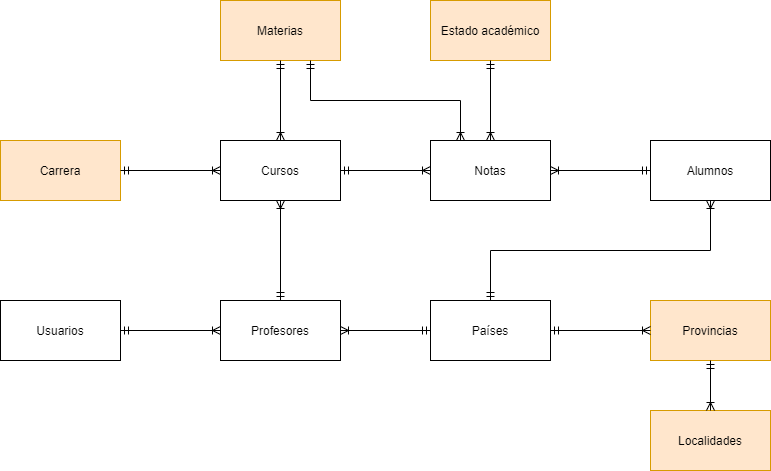 Materias
Estado académico
Carrera
Cursos
Notas
Alumnos
Usuarios
Profesores
Países
Provincias
Localidades